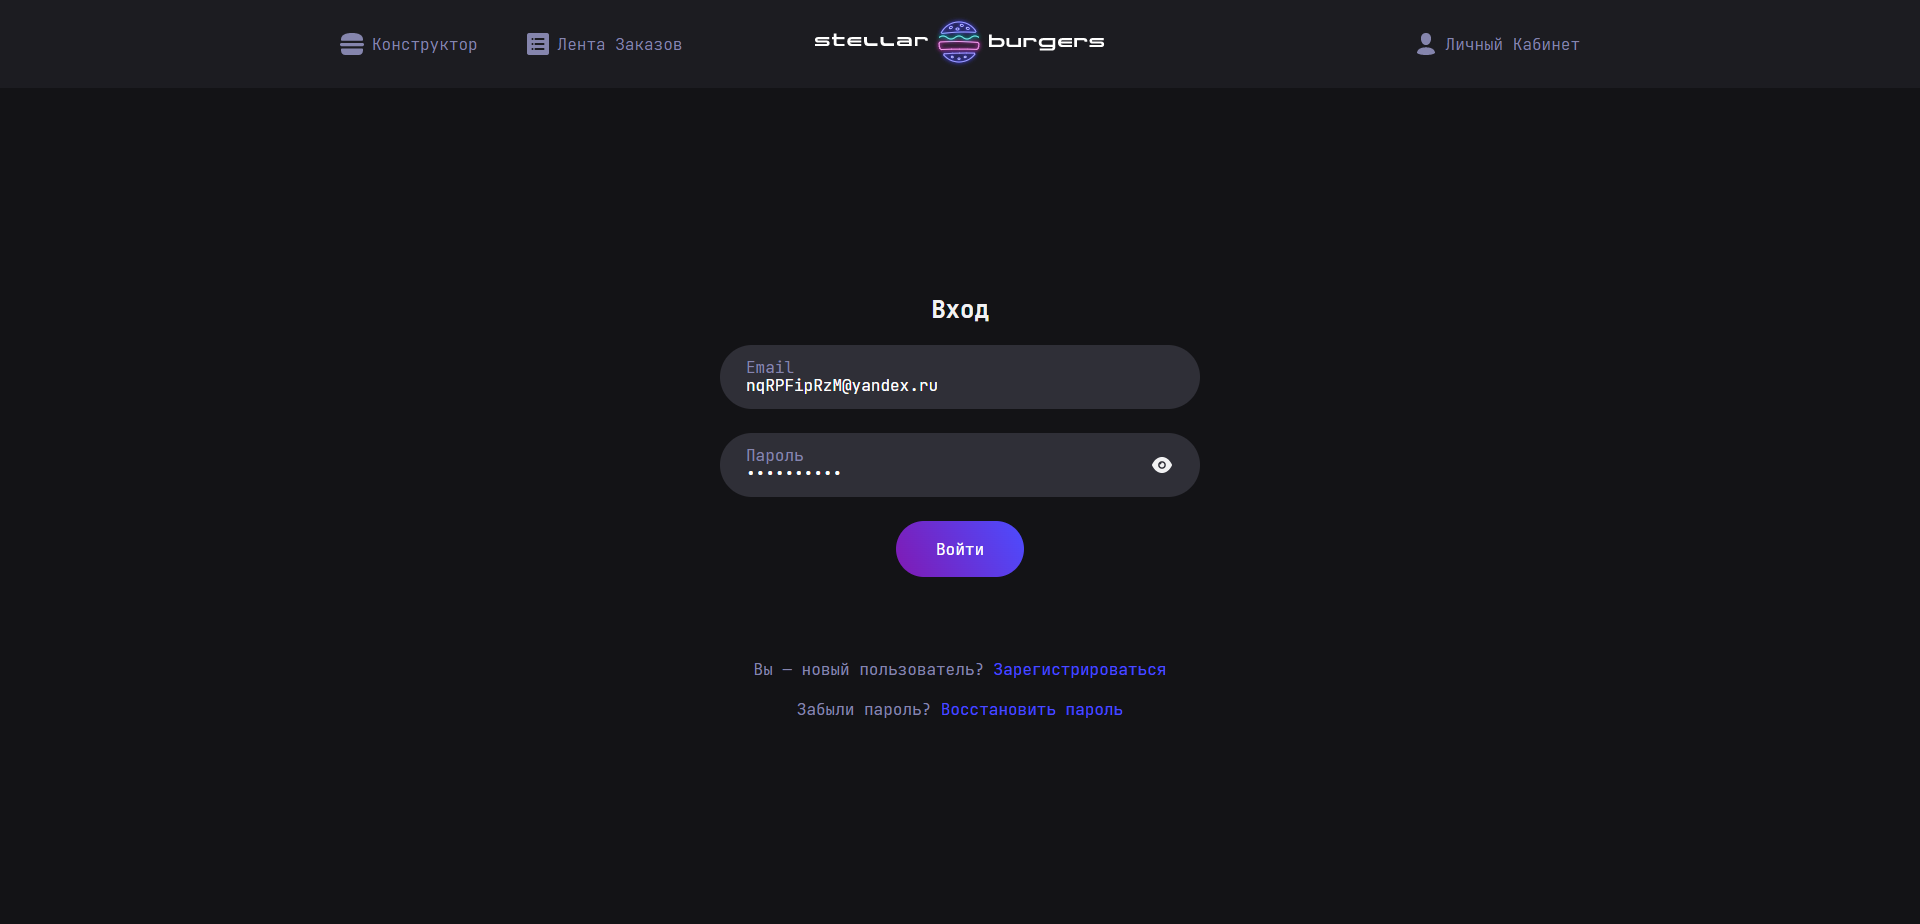 Конструктор
Лента Заказов
stellar burgers
Личный Кабинет
Вход
Email
nqRPFipRzM@yandex.ru
Пароль
••••••••••
Войти
Вы — новый пользователь? Зарегистрироваться
Забыли пароль? Восстановить пароль